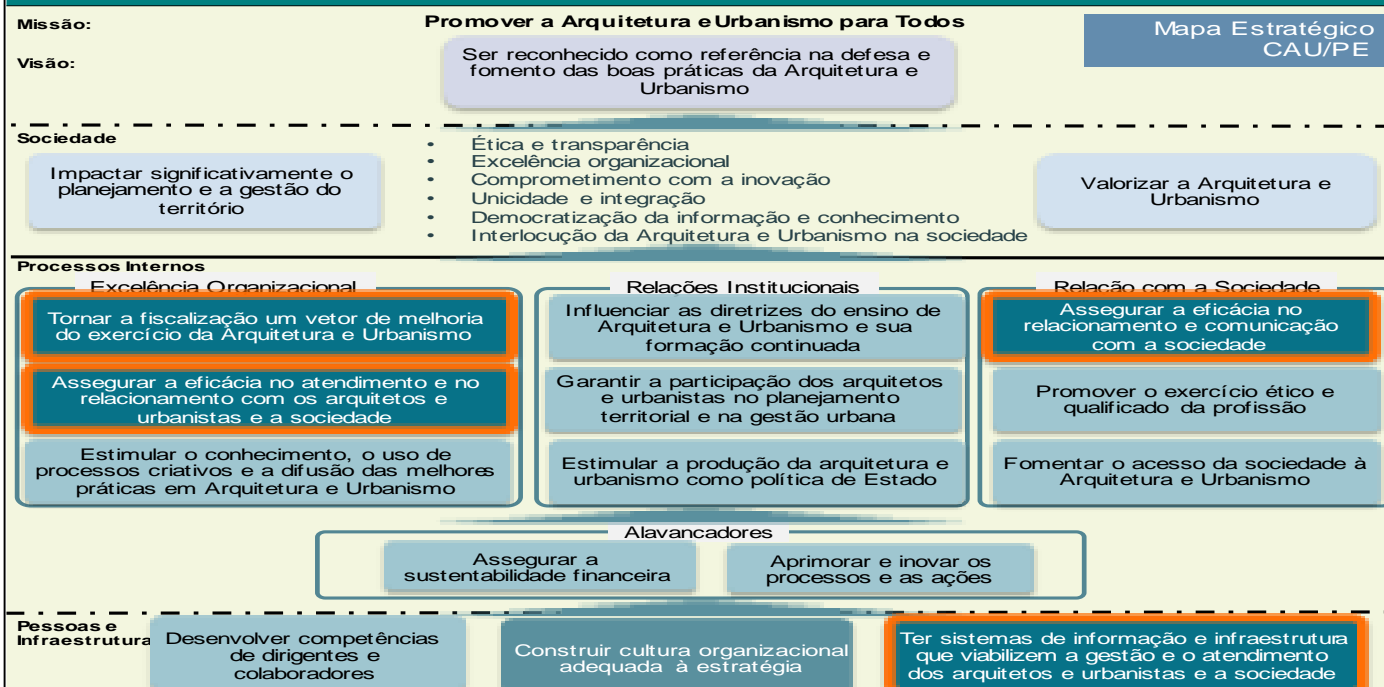 Missão:
Promover a Arquitetura e Urbanismo para Todos
Mapa Estratégico
CAU/PE
Visão:
Ser reconhecido como referência na defesa e
fomento das boas práticas da Arquitetura e
Urbanismo
Sociedade
Impactar significativamente o
planejamento e a gestão do
território
• Ética e transparência
• Excelência organizacional
• Comprometimento com a inovação
• Unicidade e integração
• Democratização da informação e conhecimento
• Interlocução da Arquitetura e Urbanismo na sociedade
Valorizar a Arquitetura e
Urbanismo
Processos Internos
Excelência Organizacional
Tornar a fiscalização um vetor de melhoria
do exercício da Arquitetura e Urbanismo
Assegurar a eficácia no atendimento e no
relacionamento com os arquitetos e
urbanistas e a sociedade
Estimular o conhecimento, o uso de
processos criativos e a difusão das melhores
práticas em Arquitetura e Urbanismo
Relações Institucionais
Influenciar as diretrizes do ensino de
Arquitetura e Urbanismo e sua
formação continuada
Garantir a participação dos arquitetos
e urbanistas no planejamento
territorial e na gestão urbana
Estimular a produção da arquitetura e
urbanismo como política de Estado
Relação com a Sociedade
Assegurar a eficácia no
relacionamento e comunicação
com a sociedade
Promover o exercício ético e
qualificado da profissão
Fomentar o acesso da sociedade à
Arquitetura e Urbanismo
Alavancadores
Assegurar a
sustentabilidade financeira
Aprimorar e inovar os
processos e as ações
Pessoas e
Infraestrutura
Desenvolver competências
de dirigentes e
colaboradores
Construir cultura organizacional
adequada à estratégia
Ter sistemas de informação e infraestrutura
que viabilizem a gestão e o atendimento
dos arquitetos e urbanistas e a sociedade